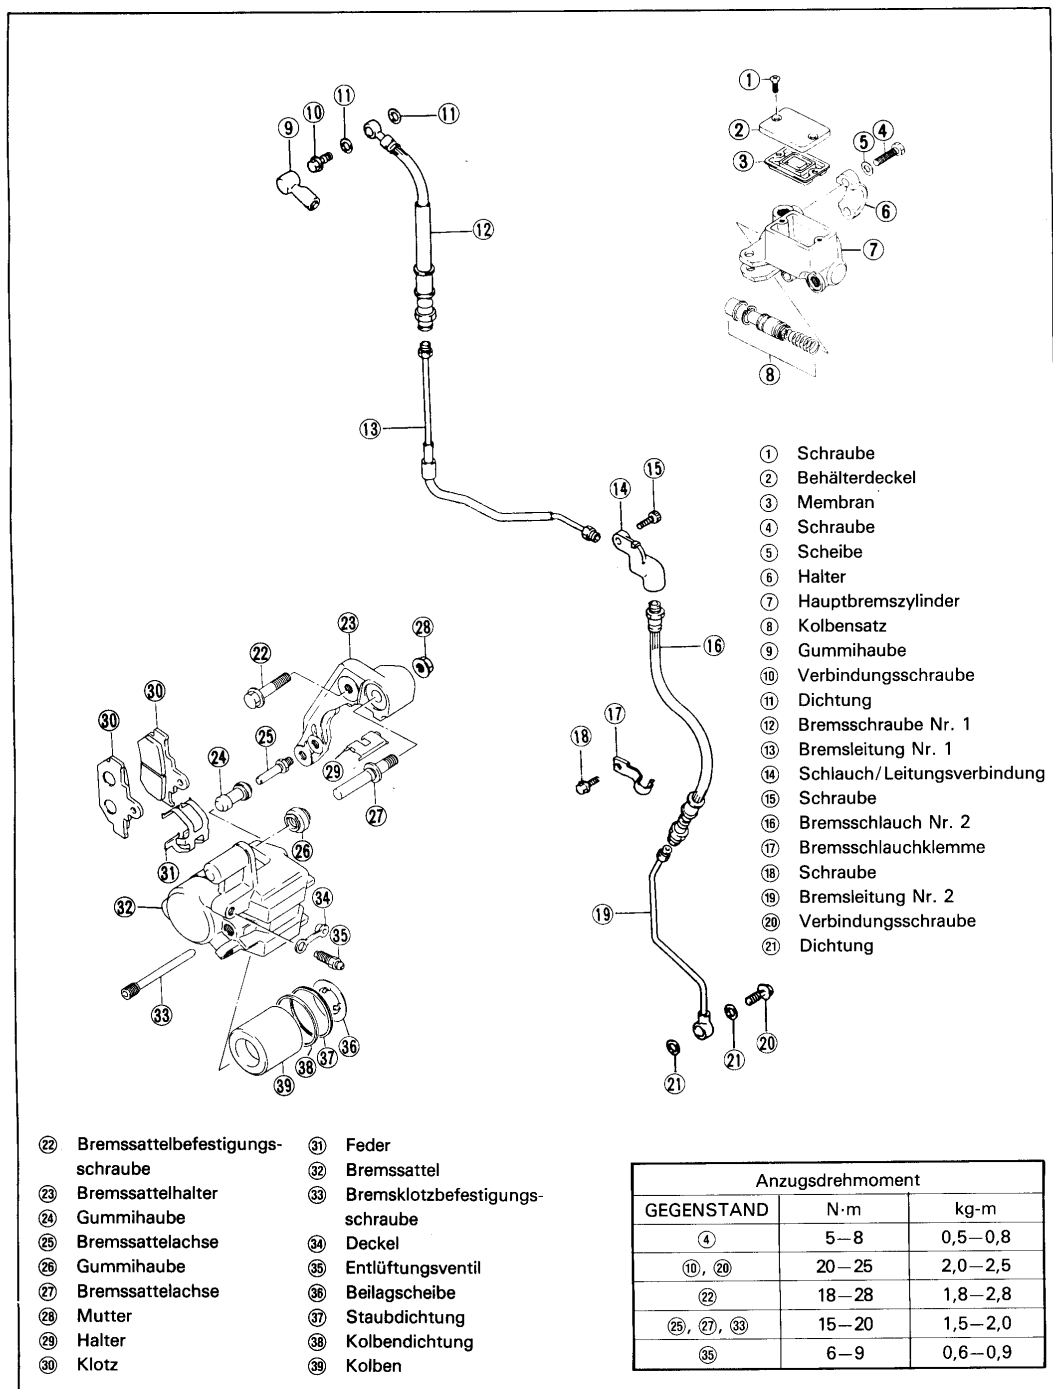 ① Schraube
② Behälterdeckel
③ Membran
④ Schraube
⑤ Scheibe
⑥ Halter
⑦ Hauptbremszylinder
⑧ Kolbensatz
⑨ Gummihaube
⑩ Verbindungsschraube
⑪ Dichtung
⑫ Bremsschraube Nr. 1
⑬ Bremsleitung Nr. 1
⑭ Schlauch/Leitungsverbindung
⑮ Schraube
⑯ Bremsschlauch Nr. 2
⑰ Bremsschlauchklemme
⑱ Schraube
⑲ Bremsleitung Nr. 2
⑳ Verbindungsschraube
㉑ Dichtung
㉒ Bremssattelbefestigungs-
schraube
㉓ Bremssattelhalter
㉔ Gummihaube
㉕ Bremssattelachse
㉖ Gummihaube
㉗ Bremssattelachse
㉘ Mutter
㉙ Halter
㉚ Klotz
㉛ Feder
㉜ Bremssattel
㉝ Bremsklotzbefestigungs-
schraube
㉞ Deckel
㉟ Entlüftungsventil
㊱ Beilagscheibe
㊲ Staubdichtung
㊳ Kolbendichtung
㊴ Kolben
Anzugsdrehmoment
GEGENSTAND N·m kg-m
④ 5–8 0,5–0,8
⑩, ⑳ 20–25 2,0–2,5
㉒ 18–28 1,8–2,8
㉕, ㉗, ㉝ 15–20 1,5–2,0
㉟ 6–9 0,6–0,9
①
②
③
④
⑤
⑥
⑦
⑧
⑨
⑩
⑪
⑪
⑫
⑬
⑭
⑮
⑯
⑰
⑱
⑲
⑳
㉑
㉑
㉒
㉓
㉔
㉕
㉖
㉗
㉘
㉙
㉚
㉚
㉛
㉜
㉝
㉞
㉟
㊱
㊲
㊳
㊴